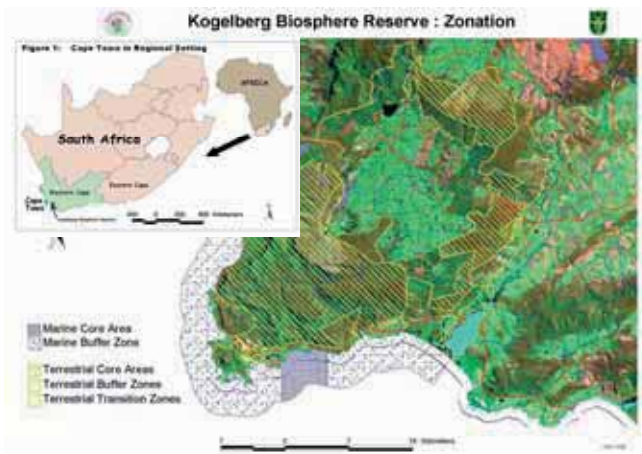 Kogelberg Biosphere Reserve : Zonation
Figure 1: Cape Town in Regional Setting
AFRICA
South Africa
Western Cape
Eastern Cape
Cape
Town
Kilometers
Marine Core Area
Marine Buffer Zone
Terrestrial Core Areas
Terrestrial Buffer Zones
Terrestrial Transition Zones
Kilometers